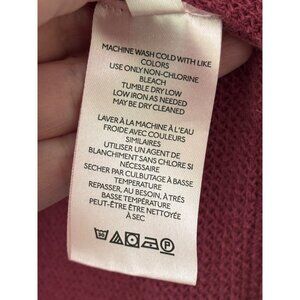 MACHINE WASH COLD WITH LIKE
COLORS
USE ONLY NON-CHLORINE
BLEACH
TUMBLE DRY LOW
LOW IRON AS NEEDED
MAY BE DRY CLEANED
LAVER À LA MACHINE À L'EAU
FROIDE AVEC COULEURS
SIMILAIRES
UTILISER UN AGENT DE
BLANCHIMENT SANS CHLORE SI
NÉCESSAIRE
SECHER PAR CULBUTAGE À BASSE
TEMPERATURE
REPASSER, AU BESOIN, À TRÈS
BASSE TEMPÉRATURE
PEUT-ÊTRE ÊTRE NETTOYÉE
À SEC
30
P